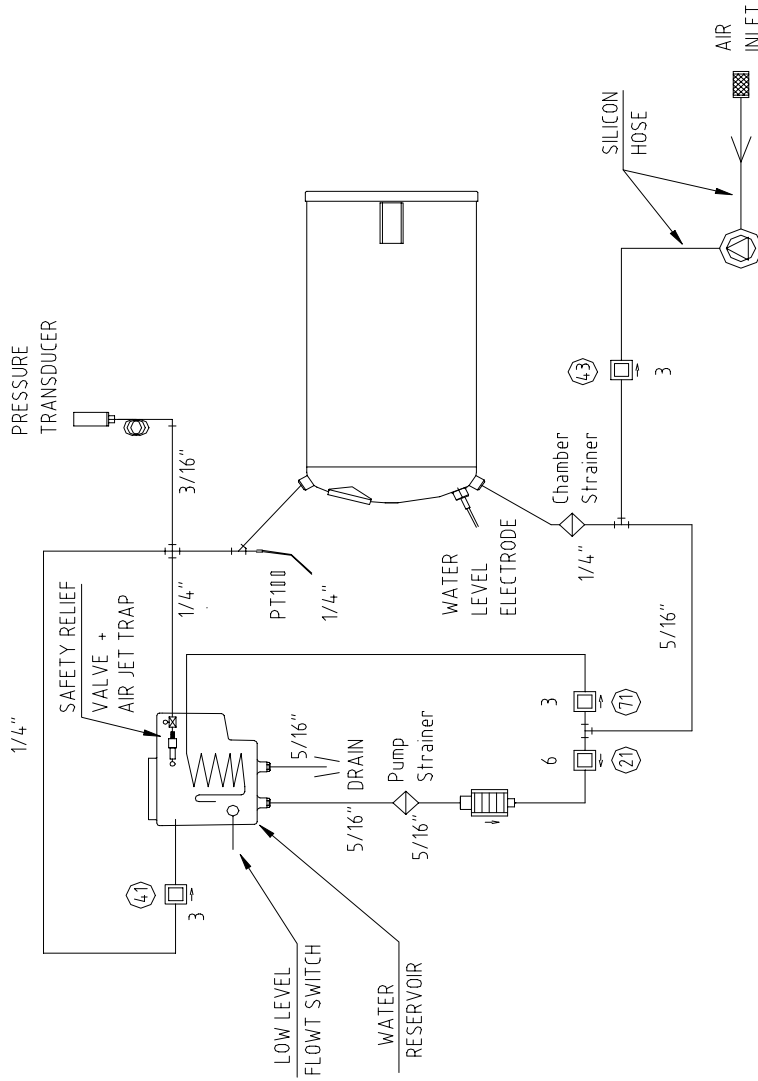 PRESSURE
TRANSDUCER
3/16"
1/4"
SAFETY RELIEF
VALVE +
AIR JET TRAP
1/4"
PT100
1/4"
41
3
LOW LEVEL
FLOWT SWITCH
WATER
RESERVOIR
5/16"
DRAIN
5/16"
Pump
Strainer
5/16"
WATER
LEVEL
ELECTRODE
Chamber
Strainer
1/4"
5/16"
6
21
3
71
43
3
SILICON
HOSE
AIR
INLET